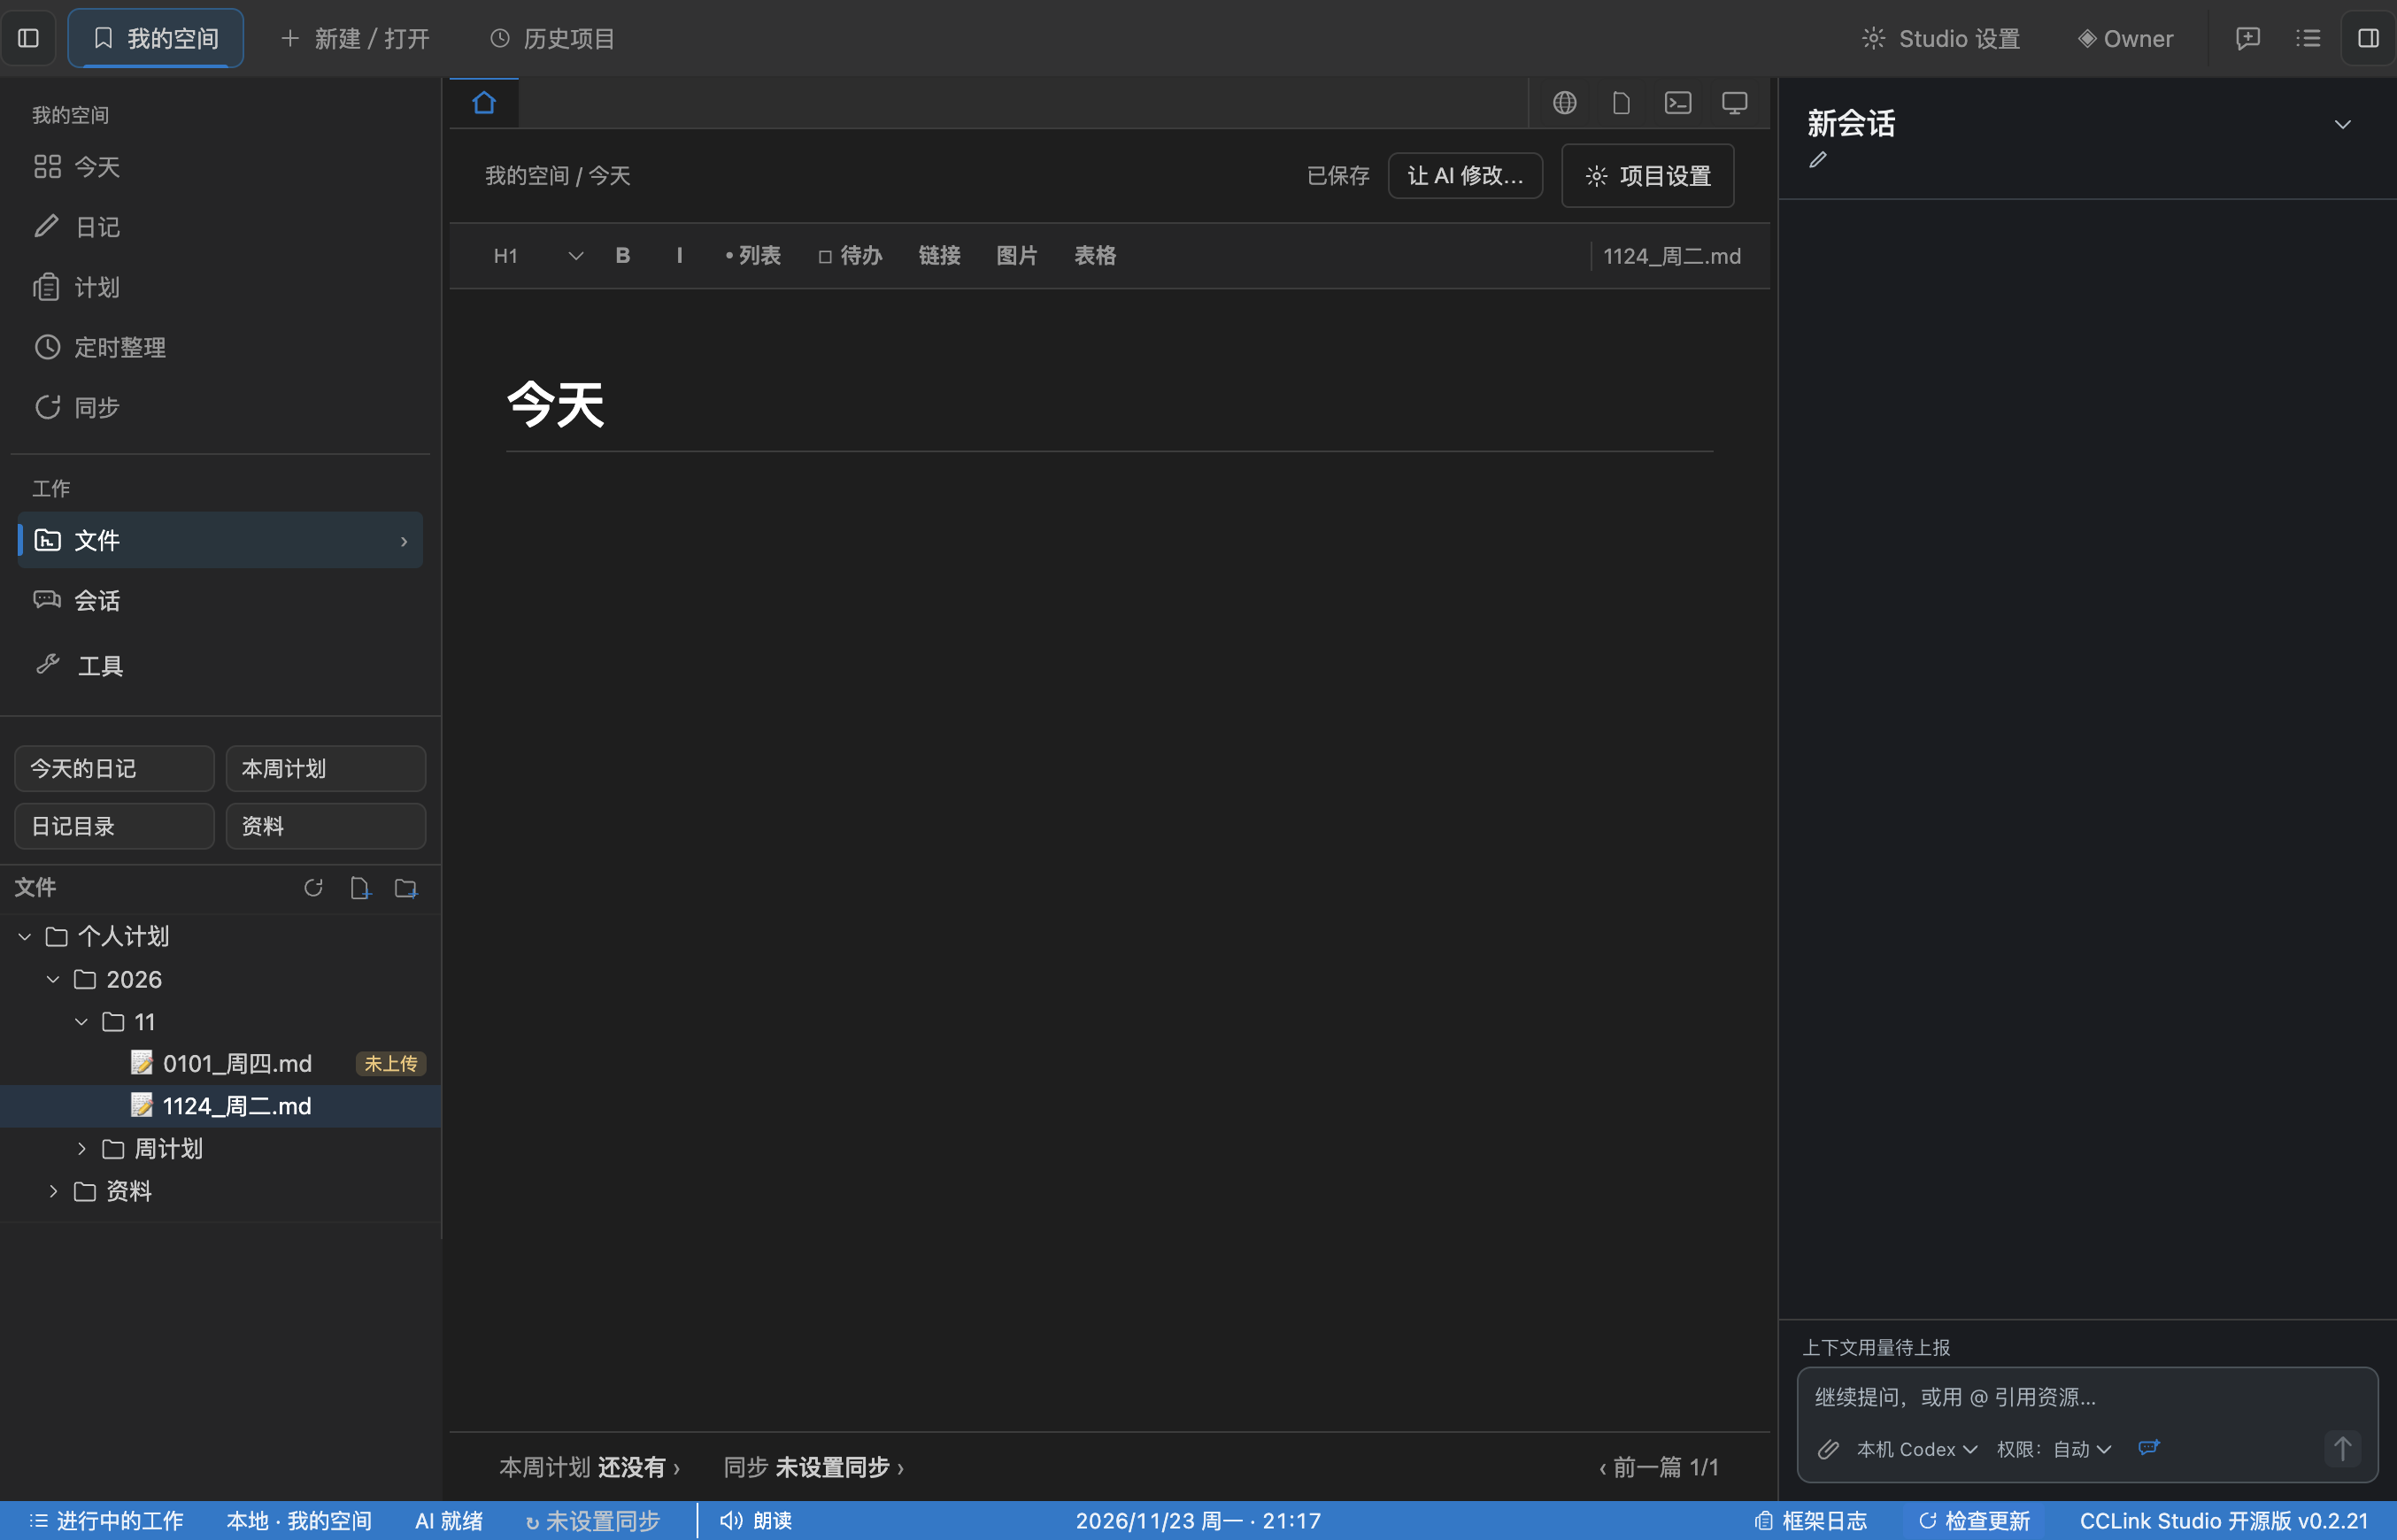 我的空间
新建 / 打开
历史项目
Studio 设置
Owner
我的空间
今天
日记
计划
定时整理
同步
工作
文件
会话
工具
今天的日记
本周计划
日记目录
资料
文件
个人计划
2026
11
0101_周四.md
未上传
1124_周二.md
周计划
资料
我的空间 / 今天
已保存
让 AI 修改...
项目设置
H1
B
I
• 列表
待办
链接
图片
表格
1124_周二.md
今天
本周计划 还没有 ›
同步 未设置同步 ›
‹ 前一篇 1/1
新会话
上下文用量待上报
继续提问，或用 @ 引用资源...
本机 Codex
权限：自动
进行中的工作
本地 · 我的空间
AI 就绪
↻ 未设置同步
朗读
2026/11/23 周一 · 21:17
框架日志
检查更新
CCLink Studio 开源版 v0.2.21